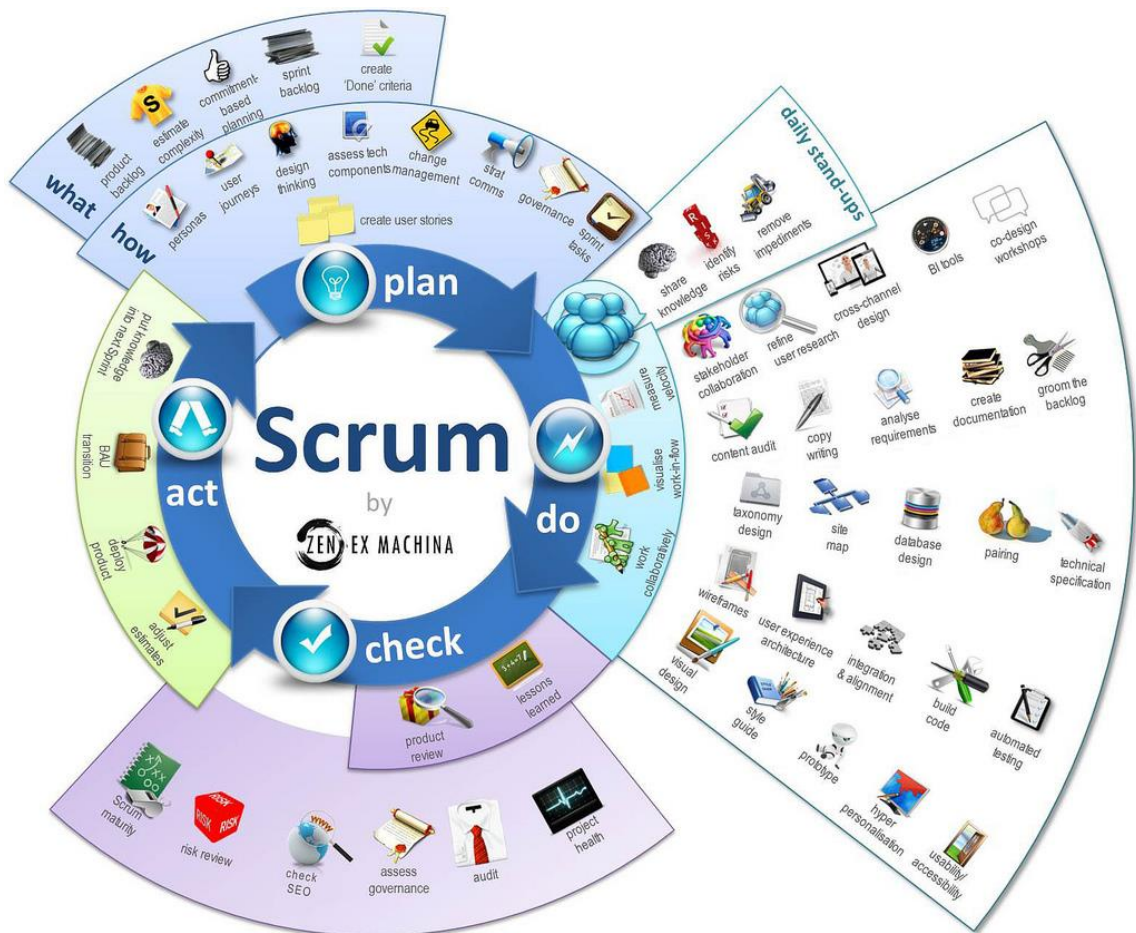 what
product
backlog
S
estimate
complexity
commitment-
based
planning
sprint
backlog
create
‘Done’ criteria
how
personas
user
journeys
design
thinking
assess tech
components
change
management
strat
comms
governance
sprint
tasks
create user stories
plan
daily stand-ups
share
knowledge
RIS
identify
risks
remove
impediments
stakeholder
collaboration
refine
user research
cross-channel
design
BI tools
co-design
workshops
measure
velocity
visualise
work-in-flow
work
collaboratively
content audit
copy
writing
analyse
requirements
create
documentation
groom the
backlog
taxonomy
design
site
map
database
design
pairing
technical
specification
wireframes
user experience
architecture
integration
& alignment
build
code
automated
testing
visual
design
style
guide
prototype
hyper
personalisation
usability/
accessibility
do
Scrum
by
ZEN EX MACHINA
check
product
review
lessons
learned
Scrum
maturity
RISK
RISK
RISK
risk review
WWW
check
SEO
assess
governance
audit
project
health
act
put knowledge
into next Sprint
BAU
transition
deploy
product
adjust
estimates